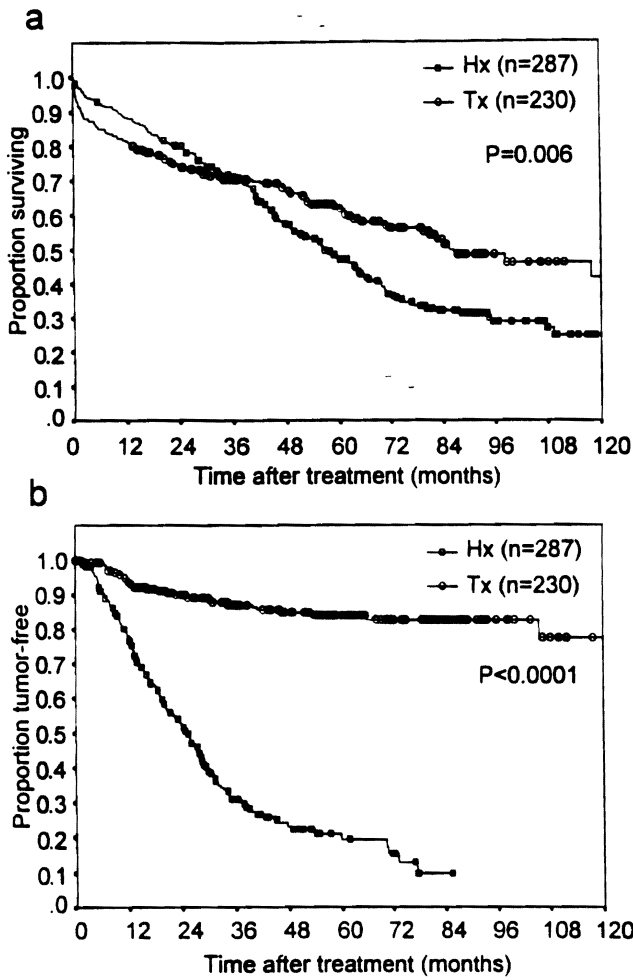 a
Hx (n=287)
Tx (n=230)
P=0.006
Proportion surviving
1.0
0.9
0.8
0.7
0.6
0.5
0.4
0.3
0.2
0.1
.0
0 12 24 36 48 60 72 84 96 108 120
Time after treatment (months)
b
Hx (n=287)
Tx (n=230)
P<0.0001
Proportion tumor-free
1.0
0.9
0.8
0.7
0.6
0.5
0.4
0.3
0.2
0.1
.0
0 12 24 36 48 60 72 84 96 108 120
Time after treatment (months)